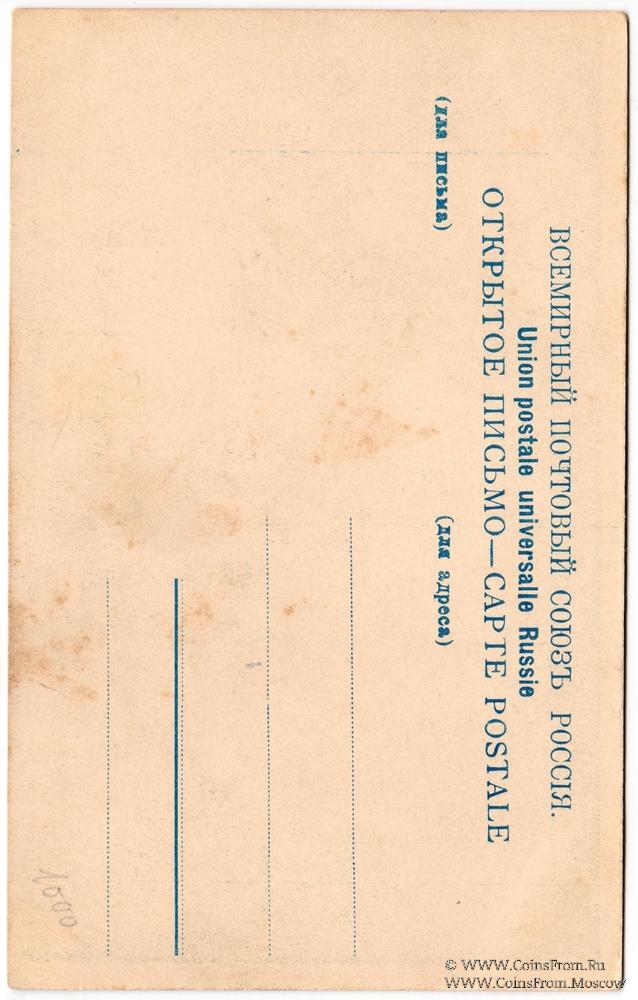 ВСЕМИРНЫЙ ПОЧТОВЫЙ СОЮЗЪ РОССІЯ.
Union postale universalle Russie
ОТКРЫТОЕ ПИСЬМО—САРТЕ POSTALE
(для письма)
(для адреса)
1000
© WWW.CoinsFrom.Ru
WWW.CoinsFrom.Moscow